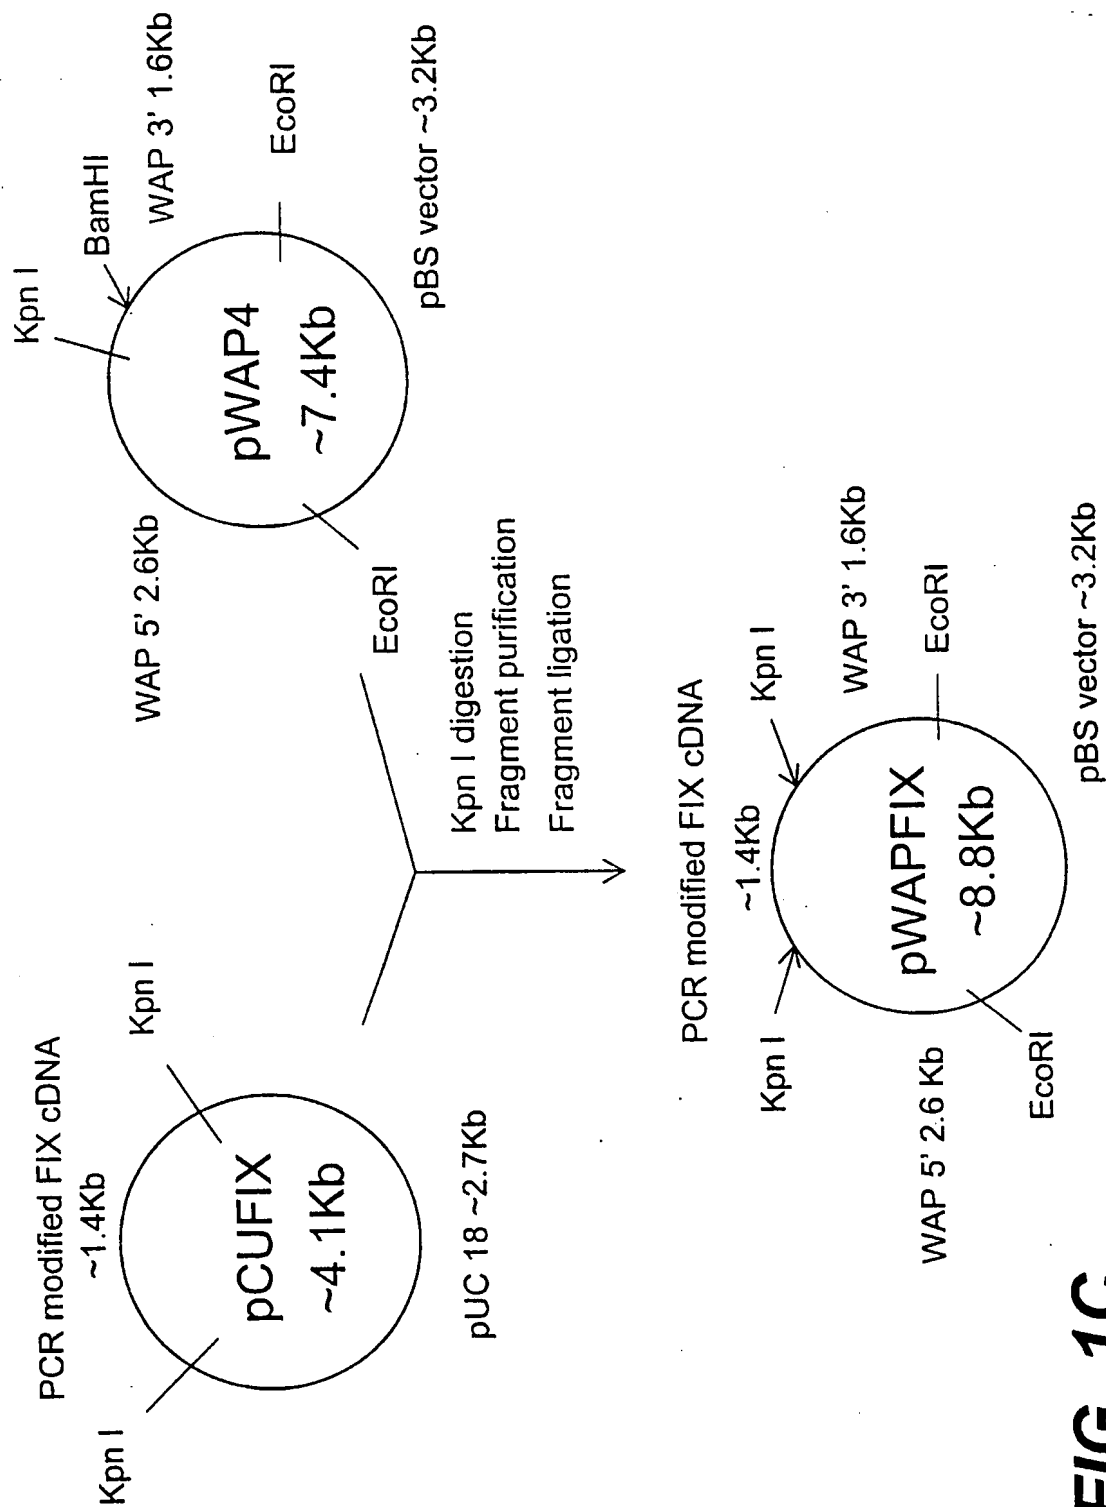 PCR modified FIX cDNA
~1.4Kb
Kpn I
Kpn I
pCUFIX
~4.1Kb
pUC 18 ~2.7Kb
Kpn I
BamHI
WAP 5' 2.6Kb
WAP 3' 1.6Kb
pWAP4
~7.4Kb
EcoRI
EcoRI
pBS vector ~3.2Kb
Kpn I digestion
Fragment purification
Fragment ligation
PCR modified FIX cDNA
~1.4Kb
Kpn I
Kpn I
WAP 5' 2.6 Kb
WAP 3' 1.6Kb
pWAPFIX
~8.8Kb
EcoRI
EcoRI
pBS vector ~3.2Kb
FIG. 1C